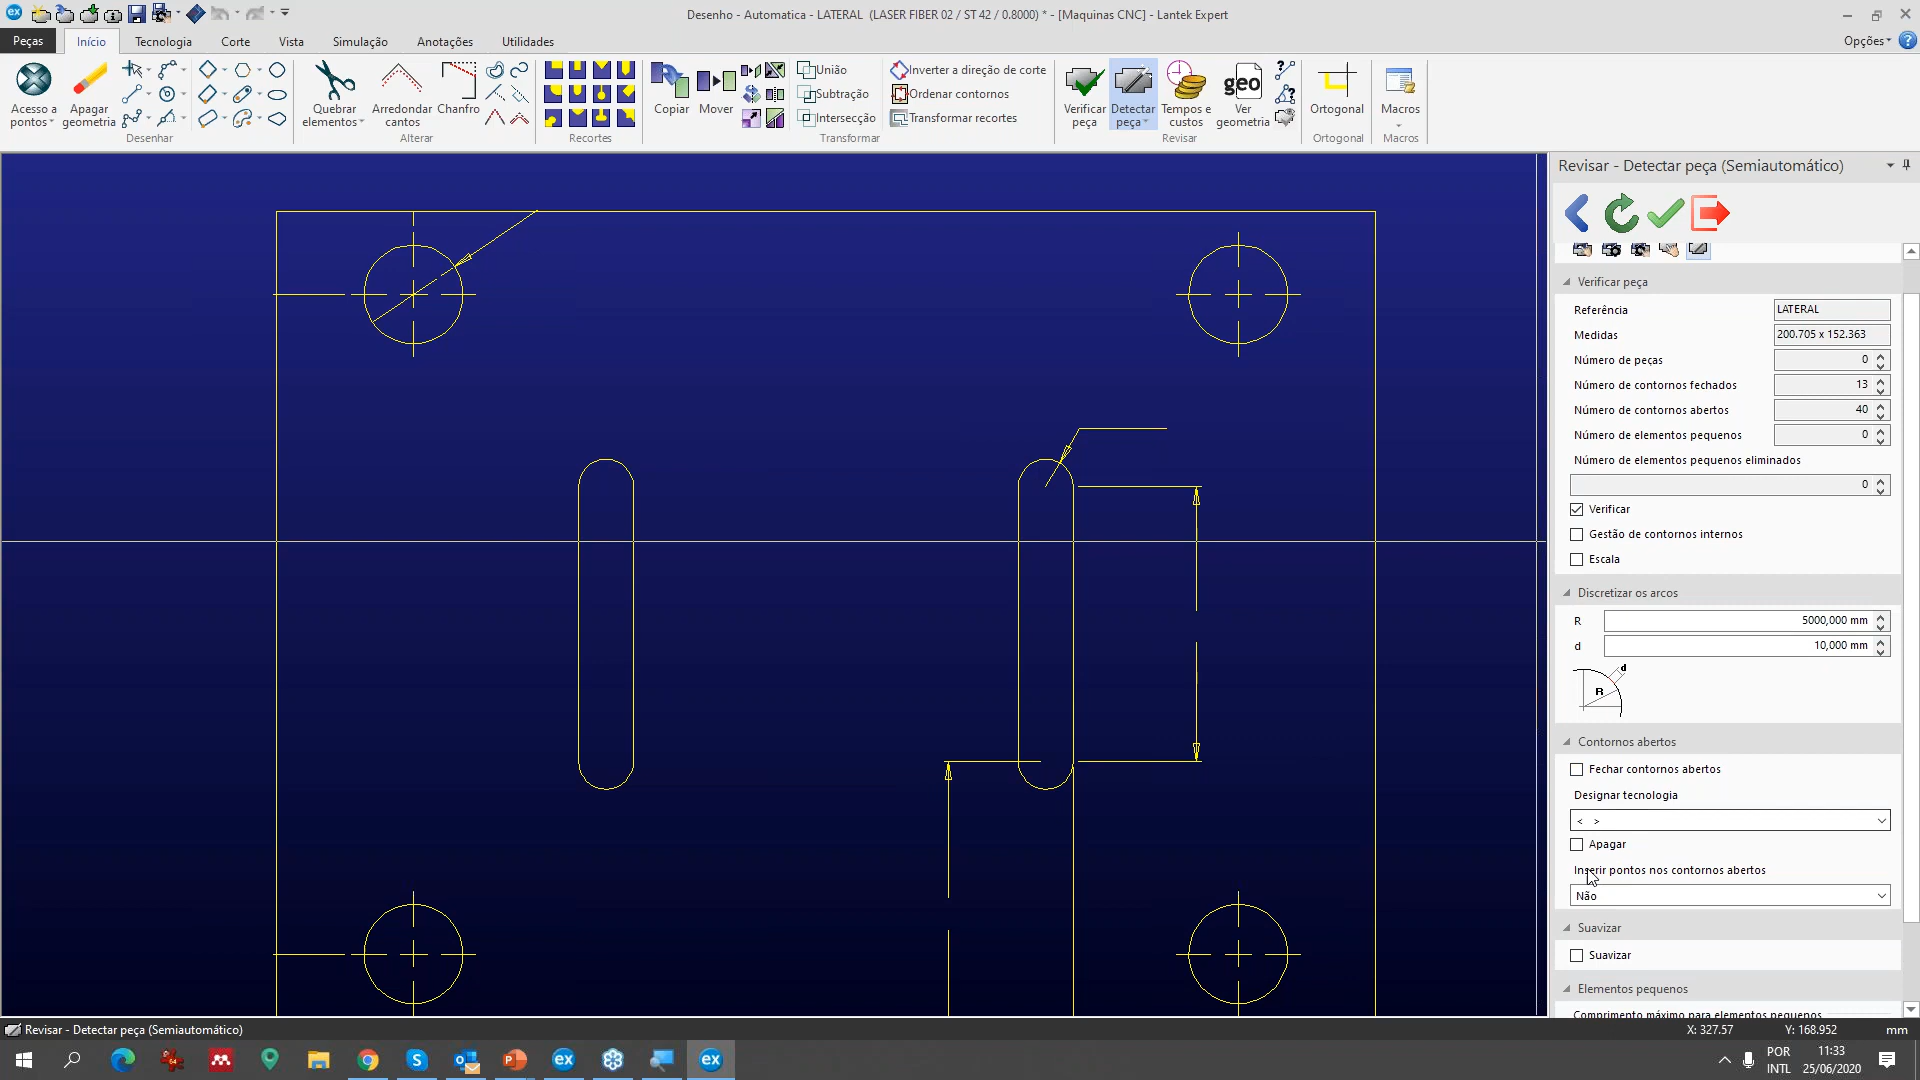 Desenho - Automatica - LATERAL (LASER FIBER 02 / ST 42 / 0.8000) * - [Maquinas CNC] - Lantek Expert
Peças Início Tecnologia Corte Vista Simulação Anotações Utilidades Opções
Acesso a pontos
Apagar geometria
Desenhar
Quebrar elementos
Arredondar cantos
Chanfro
Alterar
Recortes
Copiar
Mover
União
Subtração
Intersecção
Inverter a direção de corte
Ordenar contornos
Transformar recortes
Transformar
Verificar peça
Detectar peça
Tempos e custos
geo
Ver geometria
Revisar
Ortogonal
Ortogonal
Macros
Macros
Revisar - Detectar peça (Semiautomático)
Verificar peça
Referência LATERAL
Medidas 200.705 x 152.363
Número de peças 0
Número de contornos fechados 13
Número de contornos abertos 40
Número de elementos pequenos 0
Número de elementos pequenos eliminados
0
Verificar
Gestão de contornos internos
Escala
Discretizar os arcos
R 5000,000 mm
d 10,000 mm
d
R
Contornos abertos
Fechar contornos abertos
Designar tecnologia
< >
Apagar
Inserir pontos nos contornos abertos
Não
Suavizar
Suavizar
Elementos pequenos
Comprimento máximo para elementos pequenos
Revisar - Detectar peça (Semiautomático) X: 327.57 Y: 168.952 mm
POR
INTL
11:33
25/06/2020